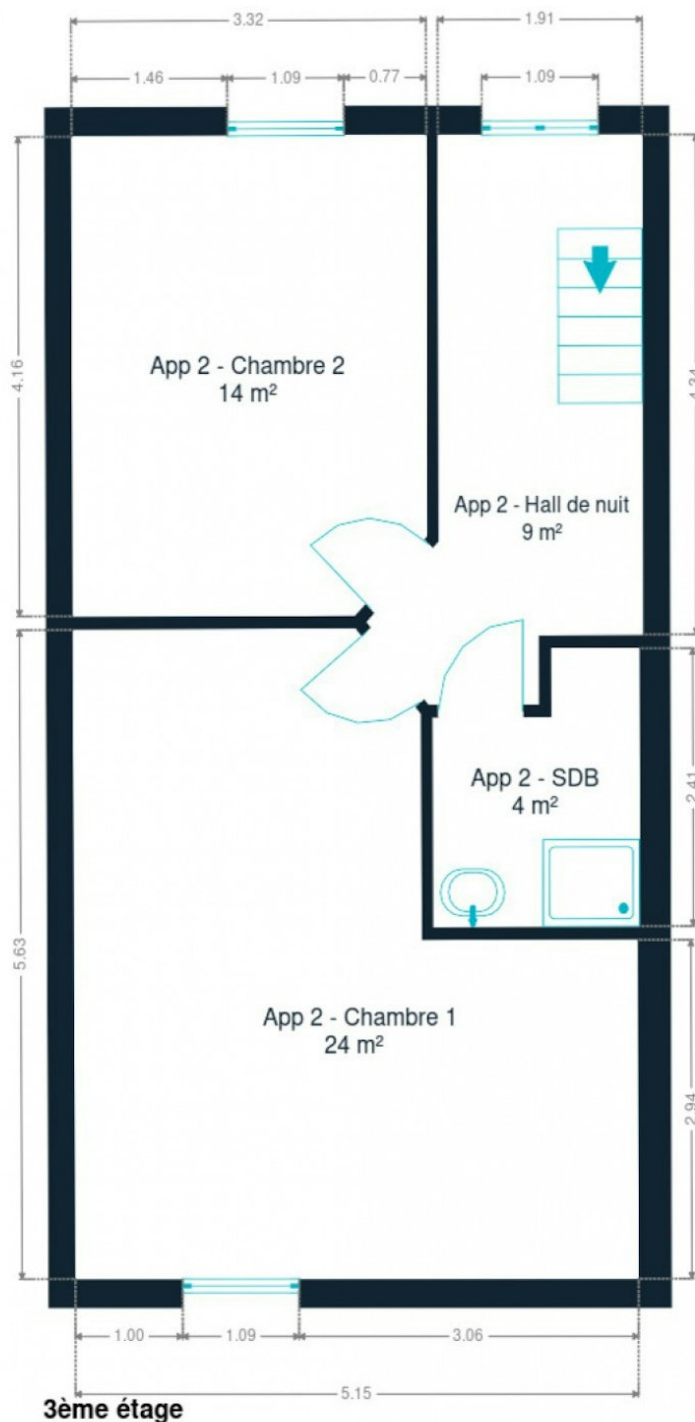 3.32
1.91
1.46
1.09
0.77
1.09
4.16
4.34
App 2 - Chambre 2
14 m²
App 2 - Hall de nuit
9 m²
App 2 - SDB
4 m²
2.41
5.63
App 2 - Chambre 1
24 m²
2.94
1.00
1.09
3.06
5.15
3ème étage